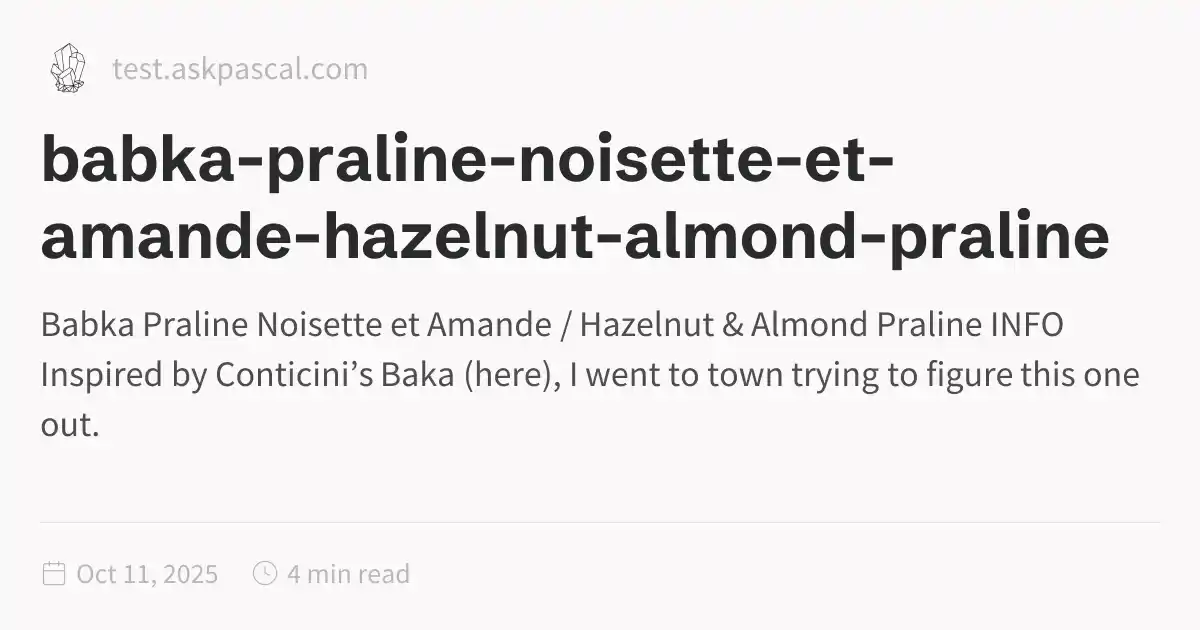 test.askpascal.com
babka-praline-noisette-et-
amande-hazelnut-almond-praline
Babka Praline Noisette et Amande / Hazelnut & Almond Praline INFO
Inspired by Conticini’s Baka (here), I went to town trying to figure this one
out.
Oct 11, 2025 4 min read